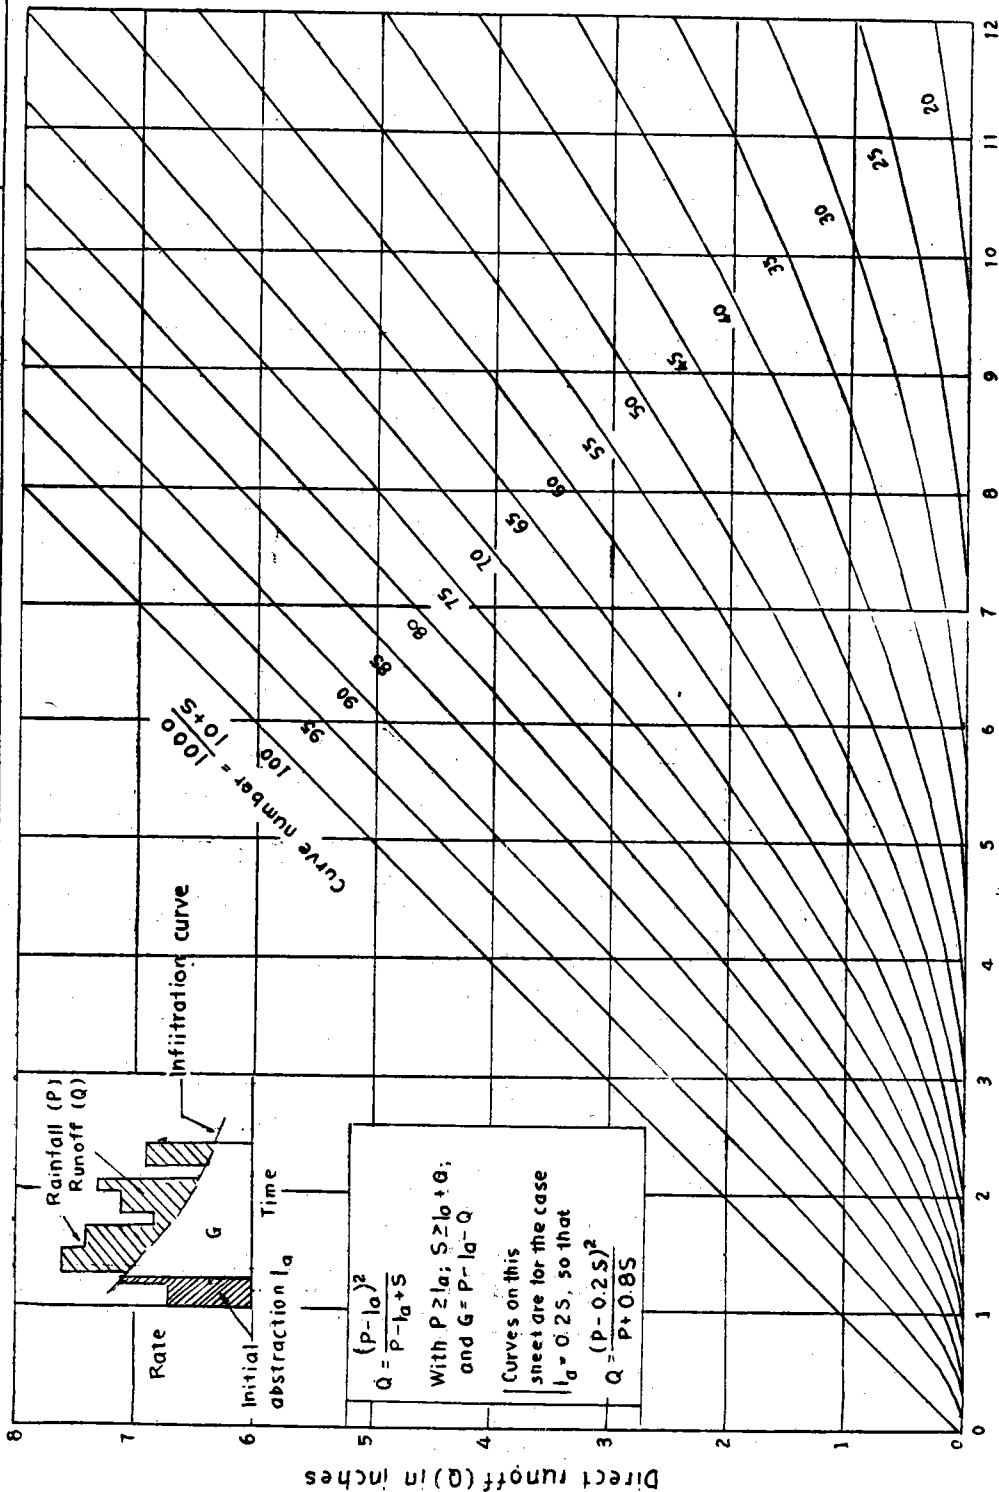 Direct runoff (Q) in inches
8
7
6
5
4
3
2
1
0
0
1
2
3
4
5
6
7
8
9
10
11
12
Rate
Rainfall (P)
Runoff (Q)
Infiltration curve
G
Initial
abstraction Ia
Time
Q = (P-Ia)²
P-Ia+S
With P≥Ia; S≥Ia+Q;
and G=P-Ia-Q
Curves on this
sheet are for the case
Ia = 0.2S, so that
Q = (P-0.2S)²
P+0.8S
Curve number = 1000
10+S
100
95
90
85
80
75
70
65
60
55
50
45
40
35
30
25
20